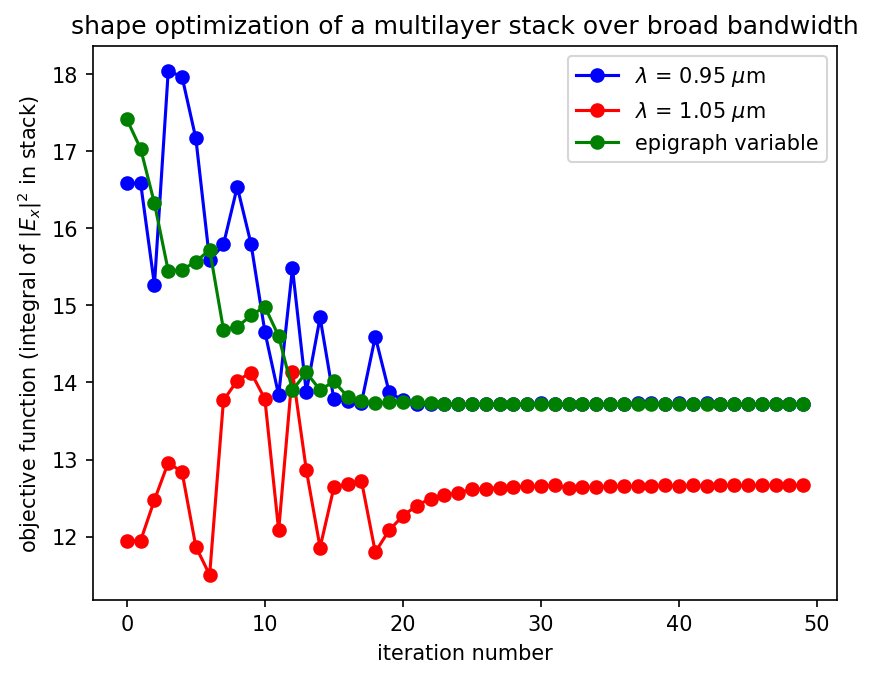 shape optimization of a multilayer stack over broad bandwidth
objective function (integral of |Eₓ|² in stack)
18
17
16
15
14
13
12
λ = 0.95 μm
λ = 1.05 μm
epigraph variable
0 10 20 30 40 50
iteration number